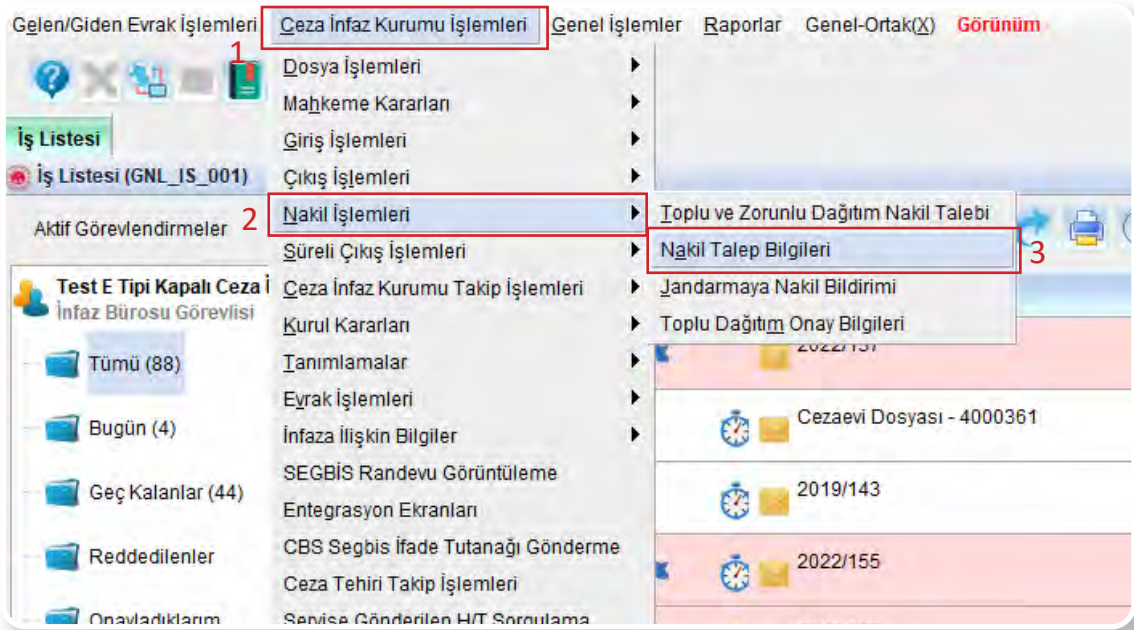 Gelen/Giden Evrak İşlemleri Ceza İnfaz Kurumu İşlemleri Genel İşlemler Raporlar Genel-Ortak(X) Görünüm
1
Dosya İşlemleri
Mahkeme Kararları
İş Listesi
Giriş İşlemleri
İş Listesi (GNL_IS_001)
Çıkış İşlemleri
Aktif Görevlendirmeler
2
Nakil İşlemleri
Toplu ve Zorunlu Dağıtım Nakil Talebi
Süreli Çıkış İşlemleri
Nakil Talep Bilgileri
3
Test E Tipi Kapalı Ceza İ
Ceza İnfaz Kurumu Takip İşlemleri
Jandarmaya Nakil Bildirimi
İnfaz Bürosu Görevlisi
Kurul Kararları
Toplu Dağıtım Onay Bilgileri
2022/157
Tümü (88)
Tanımlamalar
Evrak İşlemleri
Cezaevi Dosyası - 4000361
Bugün (4)
İnfaza İlişkin Bilgiler
SEGBİS Randevu Görüntüleme
Geç Kalanlar (44)
2019/143
Entegrasyon Ekranları
CBS Segbis İfade Tutanağı Gönderme
Reddedilenler
2022/155
Ceza Tehiri Takip İşlemleri
Onayladıklarım
Servise Gönderilen H/T Sorgulama